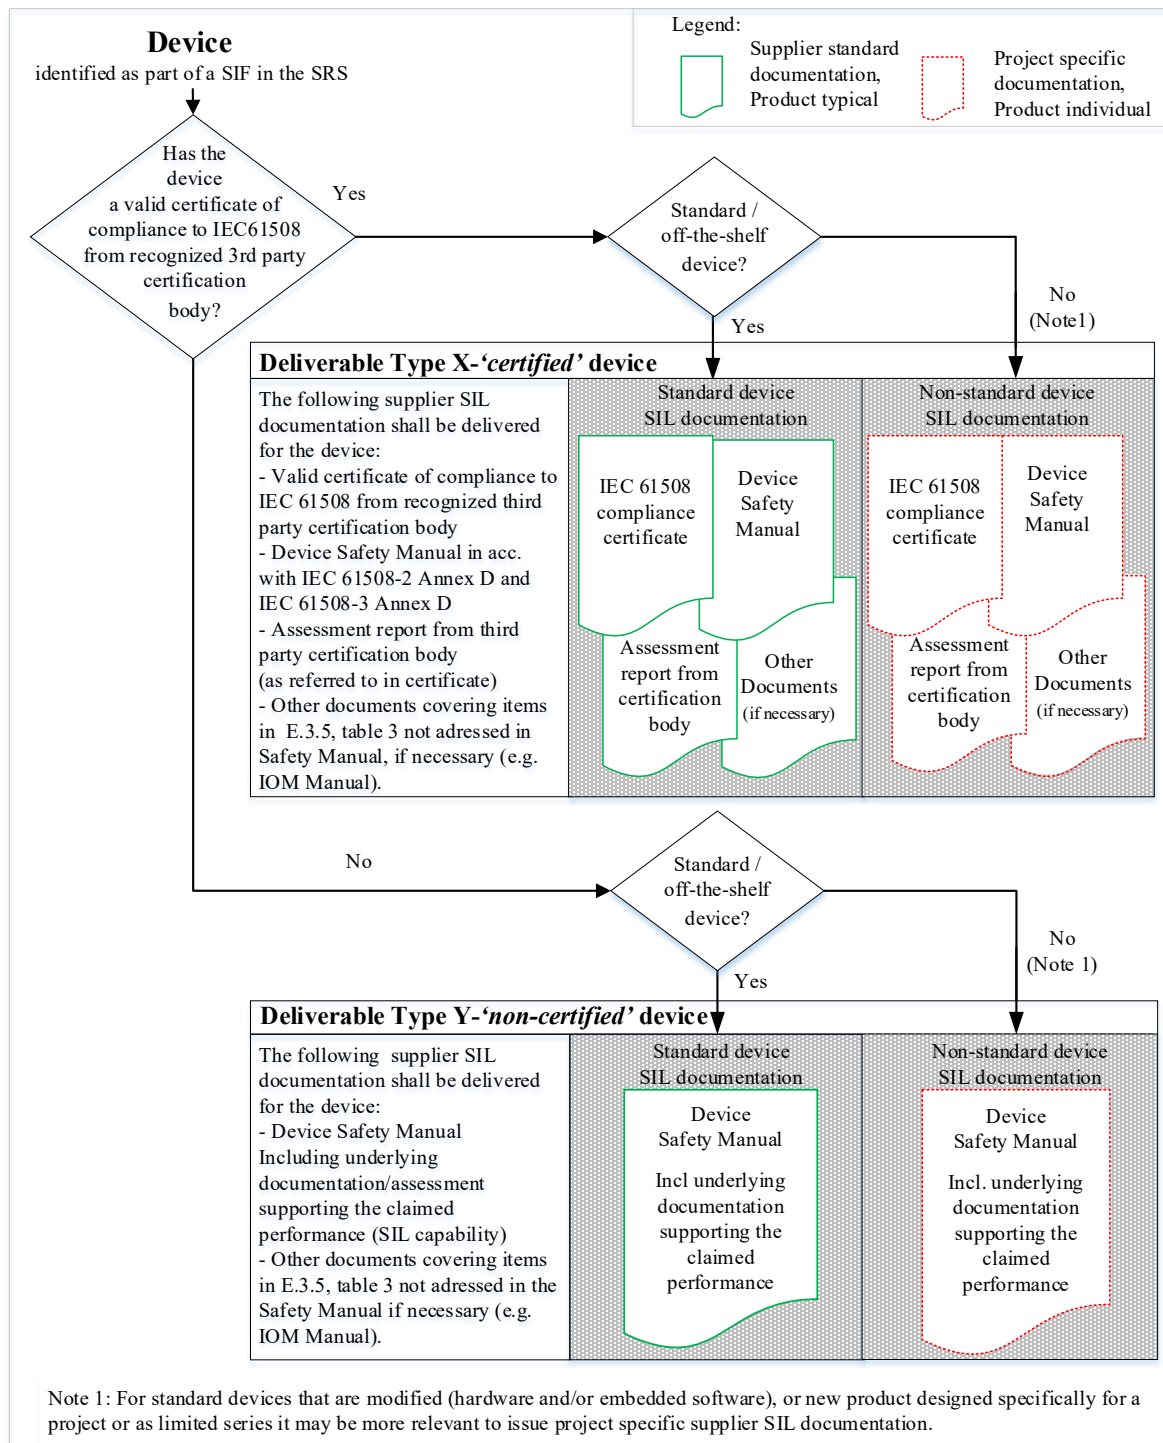 Device
identified as part of a SIF in the SRS
Legend:
Supplier standard
documentation,
Product typical
Project specific
documentation,
Product individual
Has the
device
a valid certificate of
compliance to IEC61508
from recognized 3rd party
certification
body?
Yes
Standard /
off-the-shelf
device?
Yes
No
(Note1)
Deliverable Type X-‘certified’ device
The following supplier SIL
documentation shall be delivered
for the device:
- Valid certificate of compliance to
IEC 61508 from recognized third
party certification body
- Device Safety Manual in acc.
with IEC 61508-2 Annex D and
IEC 61508-3 Annex D
- Assessment report from third
party certification body
(as referred to in certificate)
- Other documents covering items
in  E.3.5, table 3 not adressed in
Safety Manual, if necessary (e.g.
IOM Manual).
Standard device
SIL documentation
IEC 61508
compliance
certificate
Device
Safety
Manual
Assessment
report from
certification
body
Other
Documents
(if necessary)
Non-standard device
SIL documentation
IEC 61508
compliance
certificate
Device
Safety
Manual
Assessment
report from
certification
body
Other
Documents
(if necessary)
No
Standard /
off-the-shelf
device?
Yes
No
(Note 1)
Deliverable Type Y-‘non-certified’ device
The following  supplier SIL
documentation shall be delivered
for the device:
- Device Safety Manual
Including underlying
documentation/assessment
supporting the claimed
performance (SIL capability)
- Other documents covering items
in E.3.5, table 3 not adressed in the
Safety Manual if necessary (e.g.
IOM Manual).
Standard device
SIL documentation
Device
Safety Manual
Incl underlying
documentation
supporting the
claimed
performance
Non-standard device
SIL documentation
Device
Safety Manual
Incl. underlying
documentation
supporting the
claimed
performance
Note 1: For standard devices that are modified (hardware and/or embedded software), or new product designed specifically for a
project or as limited series it may be more relevant to issue project specific supplier SIL documentation.